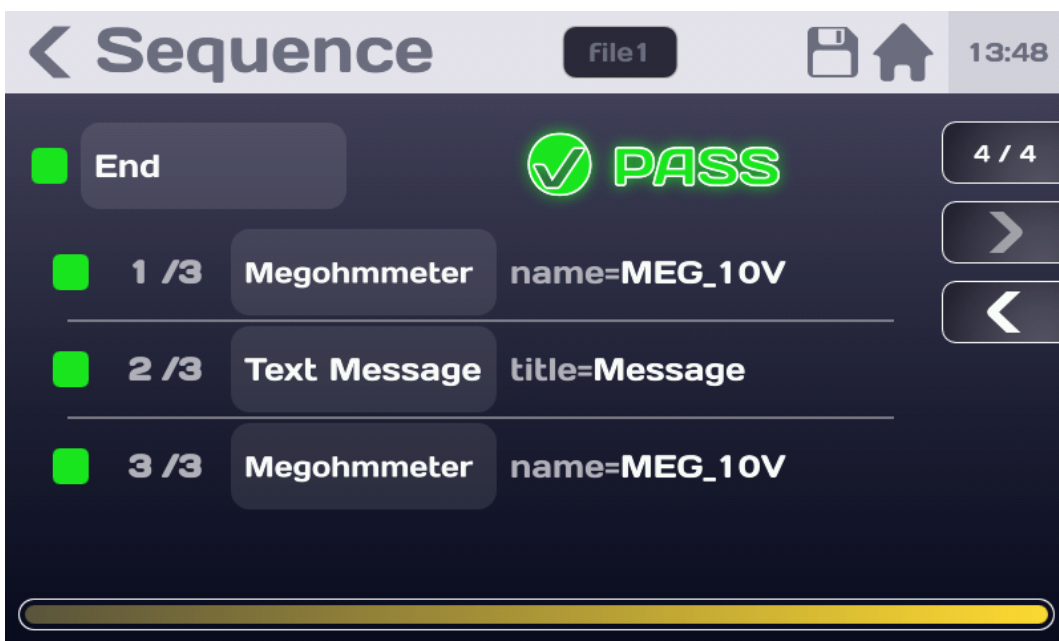 Sequence file1 13:48
End PASS 4 / 4
1 /3 Megohmmeter name=MEG_10V
2 /3 Text Message title=Message
3 /3 Megohmmeter name=MEG_10V